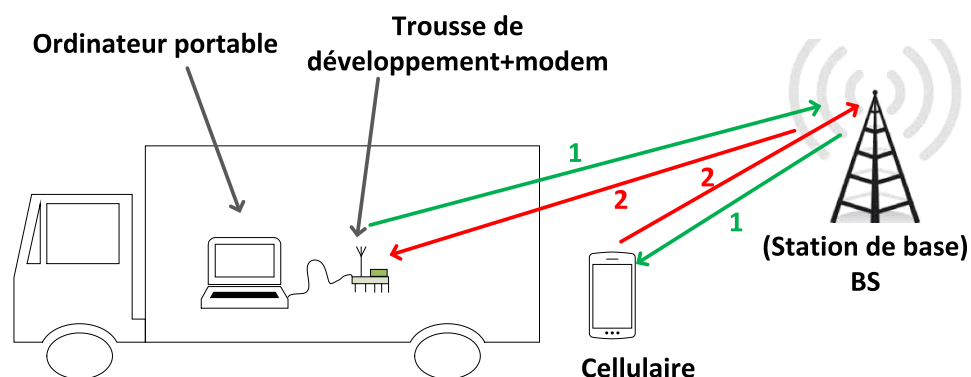 Ordinateur portable
Trousse de
développement+modem
1
2
2
1
(Station de base)
BS
Cellulaire